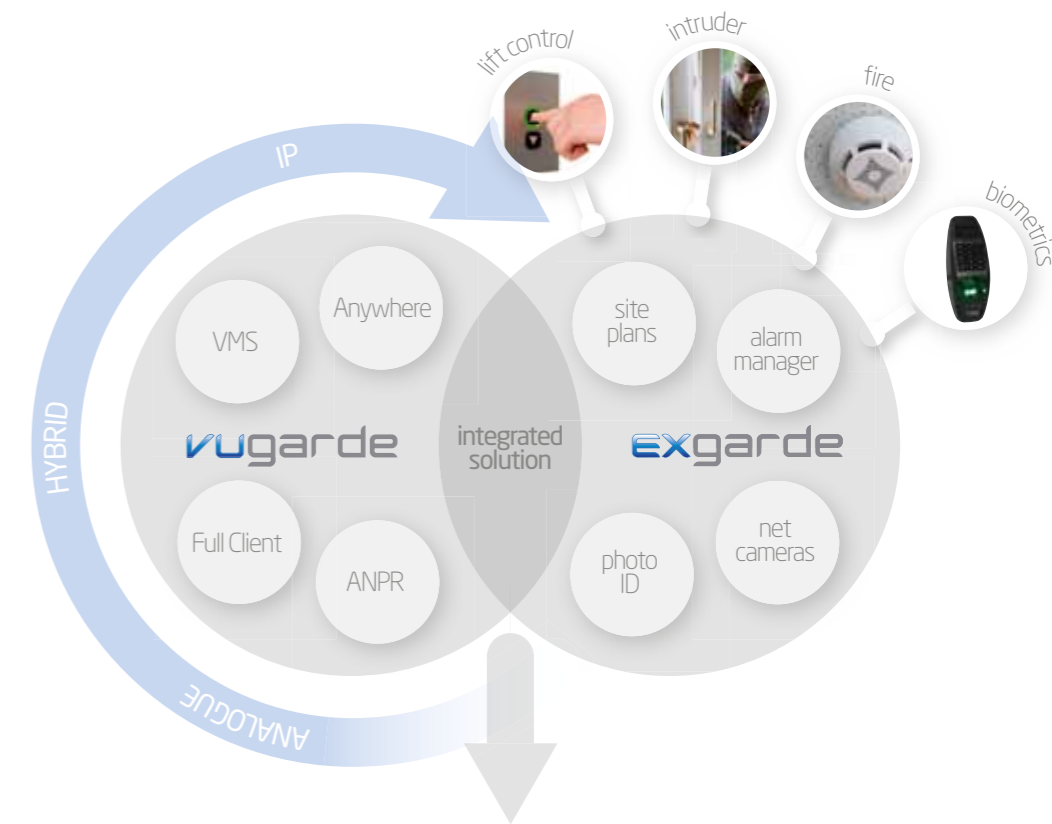 lift control
intruder
fire
biometrics
IP
HYBRID
ANALOGUE
VMS
Anywhere
vugarde
Full Client
ANPR
integrated
solution
site
plans
alarm
manager
exgarde
photo
ID
net
cameras